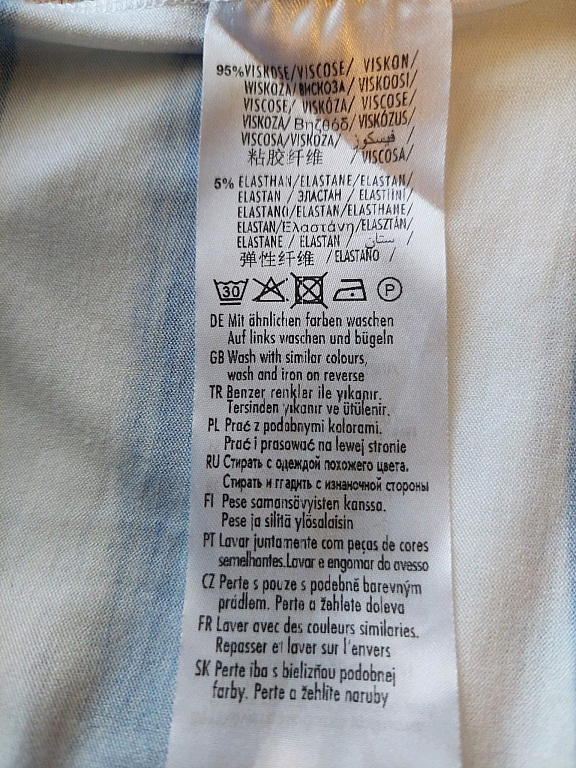 95% VISKOSE/VISCOSE/ VISKON/
WISKOZA/ВИСКОЗА/ VISKOOSI/
VISCOSE/ VISKÓZA/ VISCOSE/
VISKOZA/ Βηζθόδ/ VISKÓZUS/
VISCOSA/VISKÓZA/ فيسكوز/
粘胶纤维 / VISCOSA/
5% ELASTHAN/ELASTANE/ELASTAN/
ELASTAN / ЭЛАСТАН / ELASTIINI/
ELASTANO/ELASTAN/ELASTHANE/
ELASTAN/Ελαστάνη/ELASZTÁN/
ELASTANE / ELASTAN / ستان/
弹性纤维 / ELASTANO/
30 P
DE Mit ähnlichen farben waschen
Auf links waschen und bügeln
GB Wash with similar colours,
wash and iron on reverse
TR Benzer renkler ile yıkanır.
Tersinden yıkanır ve ütülenir.
PL Prać z podobnymi kolorami.
Prać i prasować na lewej stronie
RU Стирать с одеждой похожего цвета.
Стирать и ггадить с изнаночной стороны
FI Pese samansävyisten kanssa.
Pese ja silitä ylösalaisin
PT Lavar juntamente com peças de cores
semelhantes.Lavar e engomar do avesso
CZ Perte s pouze s podobně barevným
prádlem. Perte a žehlete doleva
FR Laver avec des couleurs similaries.
Repasser et laver sur l'envers
SK Perte iba s bielizňou podobnej
farby. Perte a žehlite naruby